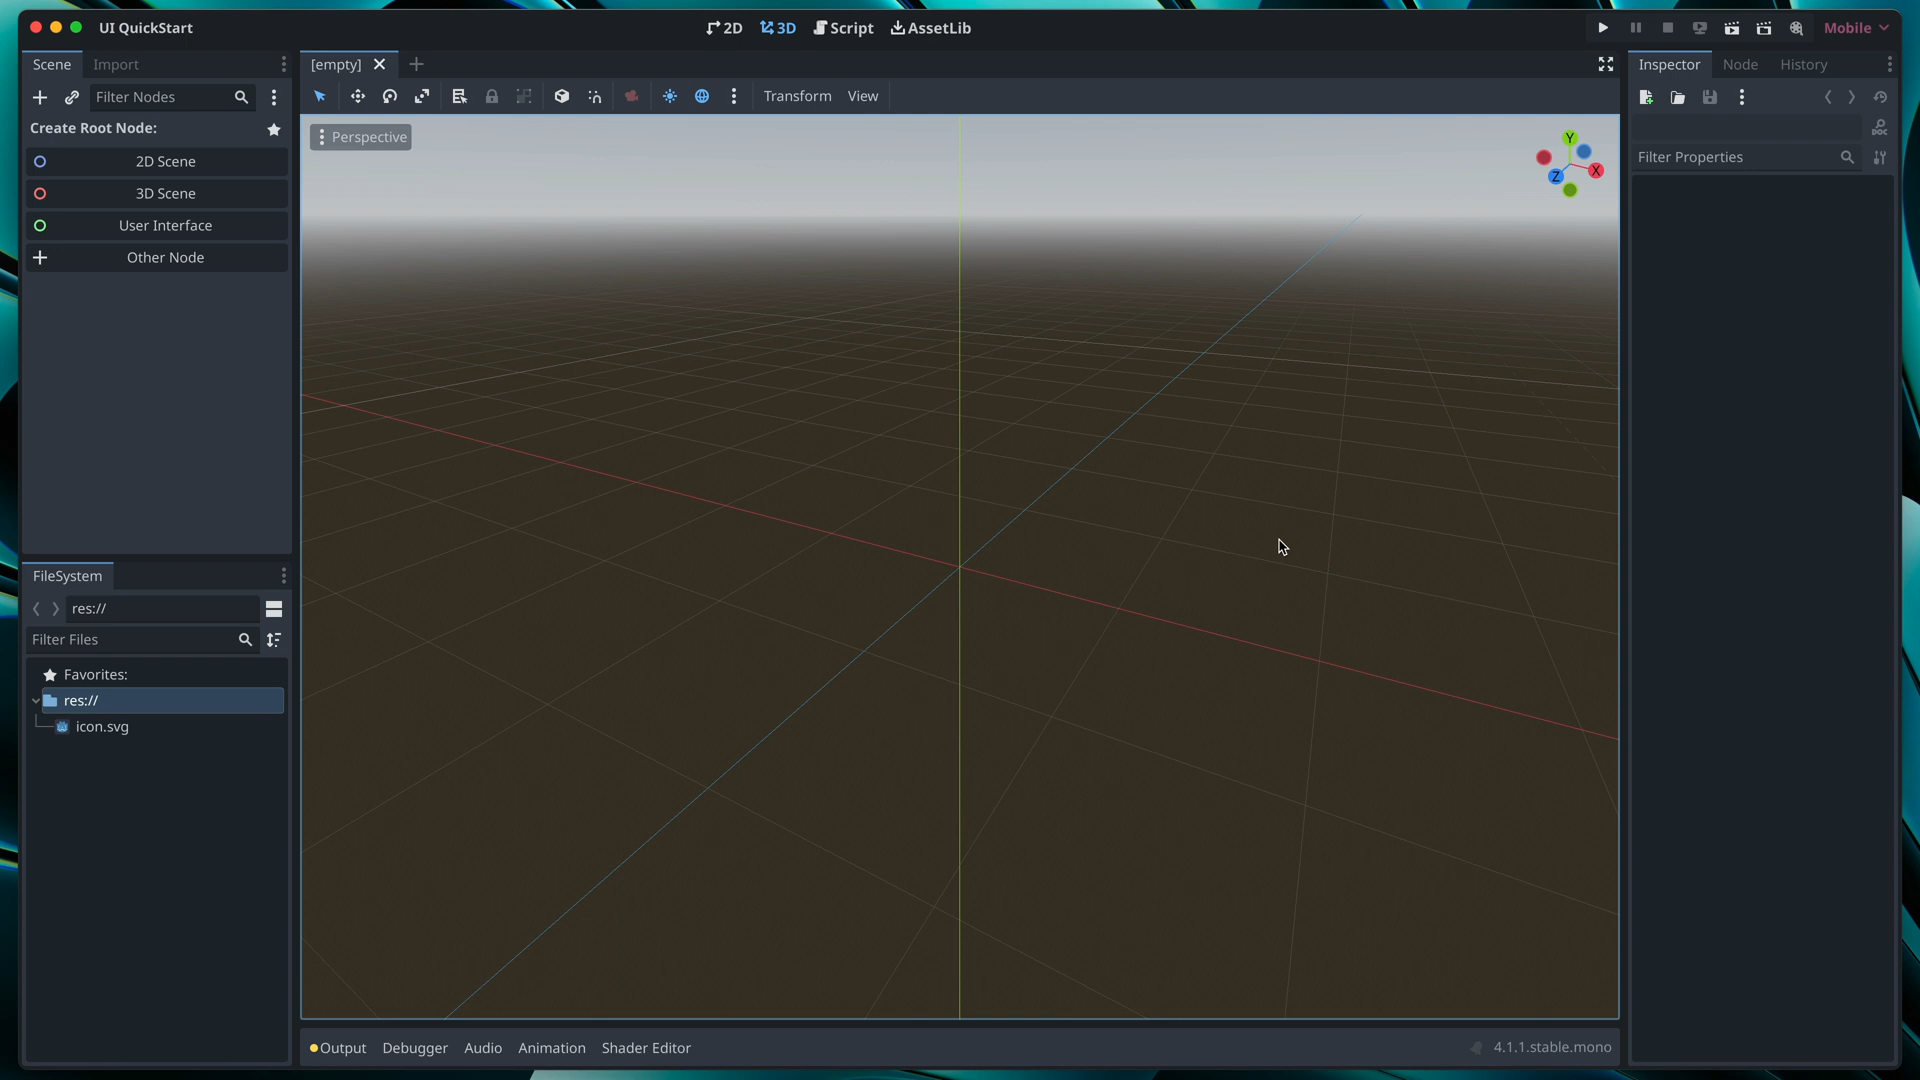 UI QuickStart
2D
3D
Script
AssetLib
Mobile
Scene
Import
Filter Nodes
Create Root Node:
2D Scene
3D Scene
User Interface
Other Node
FileSystem
res://
Filter Files
Favorites:
res://
icon.svg
[empty]
Transform
View
Perspective
Y
X
Z
Output
Debugger
Audio
Animation
Shader Editor
4.1.1.stable.mono
Inspector
Node
History
DOC
Filter Properties